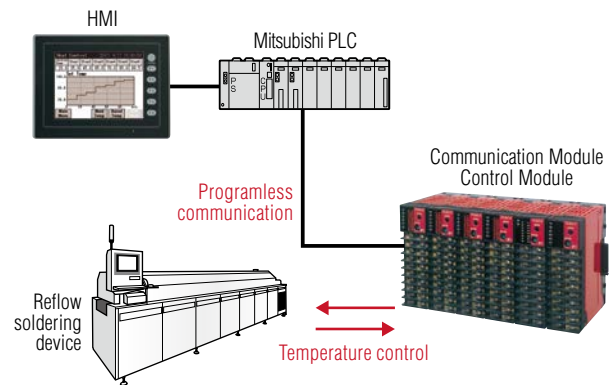 HMI
Mitsubishi PLC
P
S
C
P
U
Communication Module
Control Module
Programless
communication
Reflow
soldering
device
Temperature control